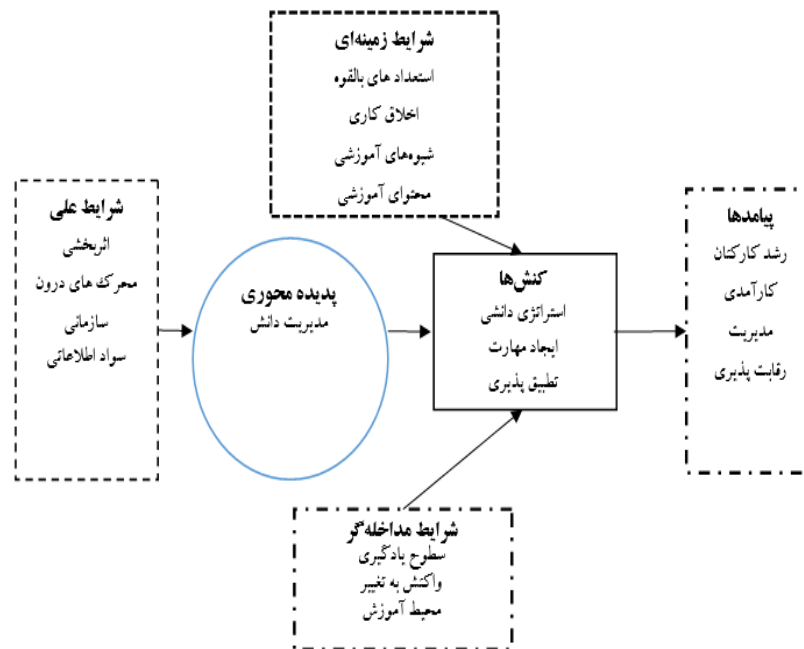 شرایط زمینه‌ای
استعداد های بالقوه
اخلاق کاری
شیوه‌های آموزشی
محتوای آموزشی
شرایط علی
اثربخشی
محرک های درون
سازمانی
سواد اطلاعاتی
پدیده محوری
مدیریت دانش
کنش‌ها
استراتژی دانشی
ایجاد مهارت
تطبیق پذیری
پیامدها
رشد کارکنان
کارآمدی
مدیریت
رقابت پذیری
شرایط مداخله‌گر
سطوح یادگیری
واکنش به تغییر
محیط آموزش